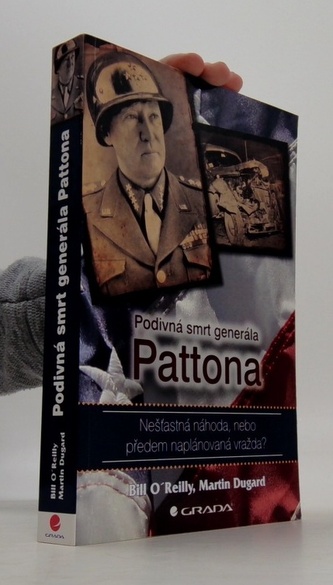 Podivná smrt generála Pattona
Bill O´Reilly
Martin Dugard
GRADA
Podivná smrt generála
Pattona
Nešťastná náhoda, nebo
předem naplánovaná vražda?
Bill O´Reilly, Martin Dugard
GRADA